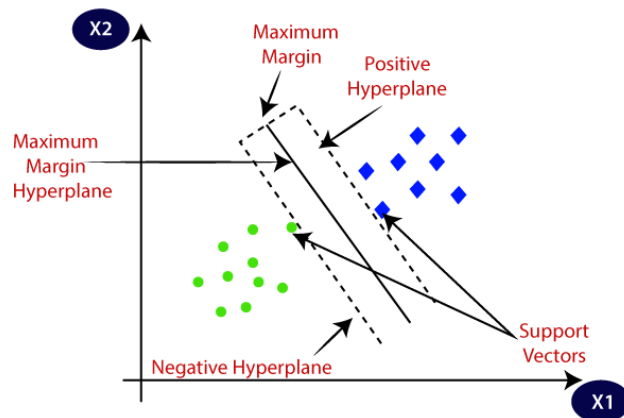 X2
Maximum
Margin
Positive
Hyperplane
Maximum
Margin
Hyperplane
Support
Vectors
Negative Hyperplane
X1